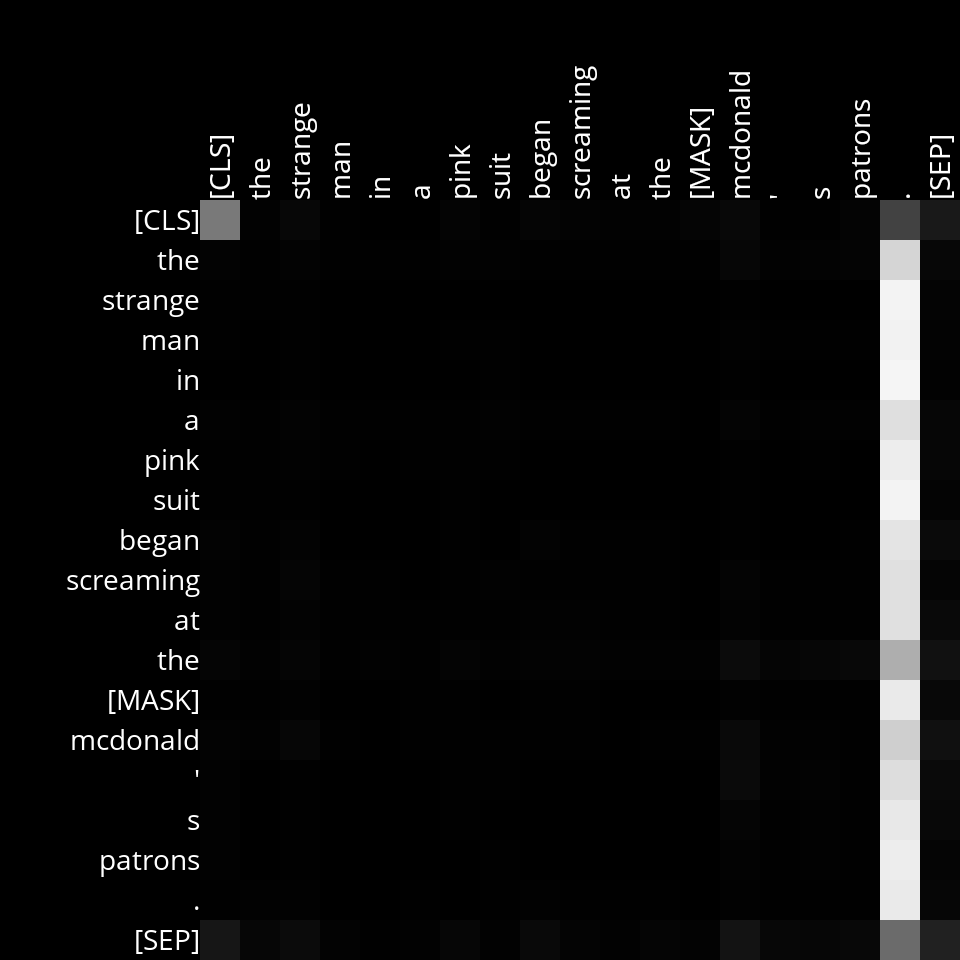 [CLS] the strange man in a pink suit began screaming at the [MASK] mcdonald ' s patrons . [SEP]
[CLS]
the
strange
man
in
a
pink
suit
began
screaming
at
the
[MASK]
mcdonald
'
s
patrons
.
[SEP]